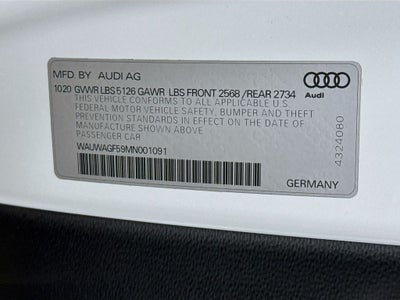 MFD. BY AUDI AG
1020 GVWR LBS 5126 GAWR LBS FRONT 2568 /REAR 2734
THIS VEHICLE CONFORMS TO ALL APPLICABLE U.S.
FEDERAL MOTOR VEHICLE SAFETY, BUMPER AND THEFT
PREVENTION STANDARDS IN EFFECT ON THE
DATE OF MANUFACTURE SHOWN ABOVE
WAUWAGF59MN001091
Audi
4324080
GERMANY